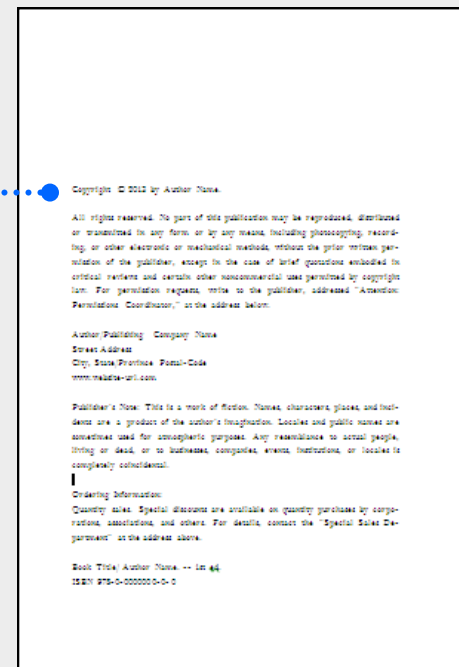 Copyright © 2012 by Author Name.
All rights reserved. No part of this publication may be reproduced, distributed
or transmitted in any form or by any means, including photocopying, record-
ing, or other electronic or mechanical methods, without the prior written per-
mission of the publisher, except in the case of brief quotations embodied in
critical reviews and certain other noncommercial uses permitted by copyright
law. For permission requests, write to the publisher, addressed "Attention:
Permissions Coordinator," at the address below.
Author/Publishing Company Name
Street Address
City, State/Province Postal-Code
www.website-url.com
Publisher's Note: This is a work of fiction. Names, characters, places, and inci-
dents are a product of the author's imagination. Locales and public names are
sometimes used for atmospheric purposes. Any resemblance to actual people,
living or dead, or to businesses, companies, events, institutions, or locales is
completely coincidental.
Ordering Information:
Quantity sales. Special discounts are available on quantity purchases by corpo-
rations, associations, and others. For details, contact the "Special Sales De-
partment" at the address above.
Book Title/ Author Name. -- 1st ed.
ISBN 978-0-0000000-0-0